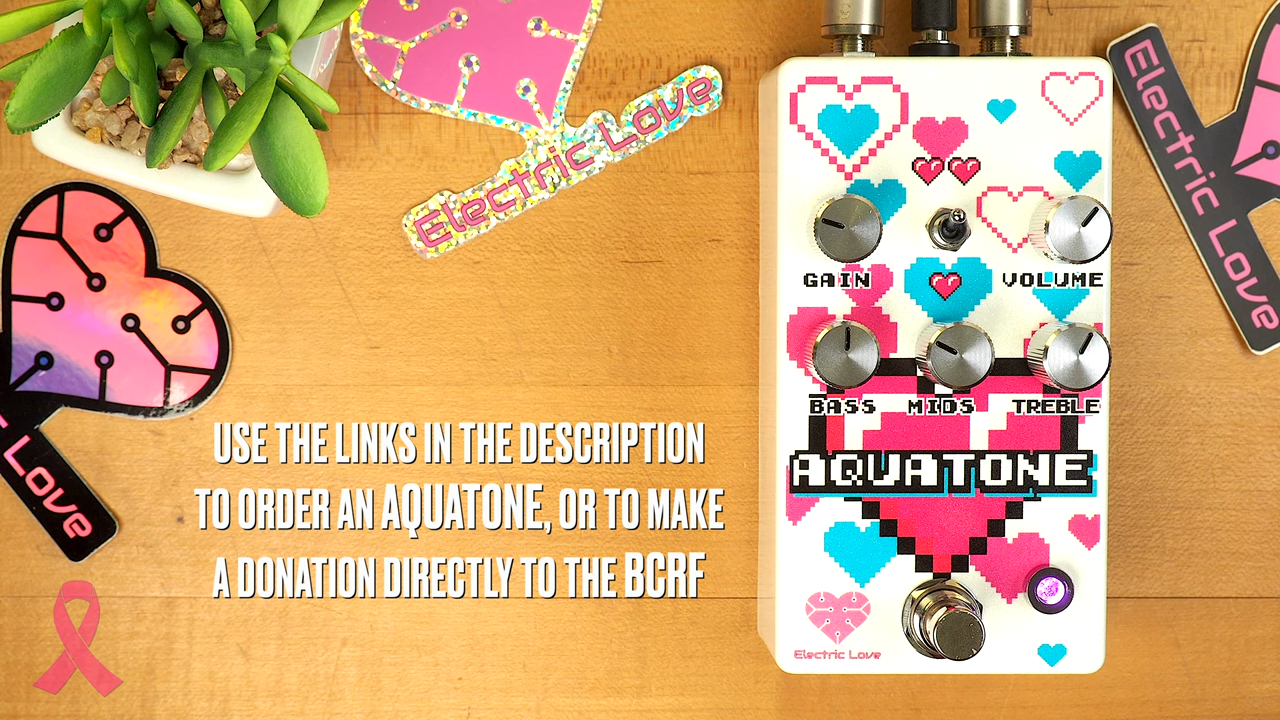 Electric Love
Electric Love
Love
GAIN
VOLUME
BASS
MIDS
TREBLE
AQUATONE
Electric Love
USE THE LINKS IN THE DESCRIPTION
TO ORDER AN AQUATONE, OR TO MAKE
A DONATION DIRECTLY TO THE BCRF